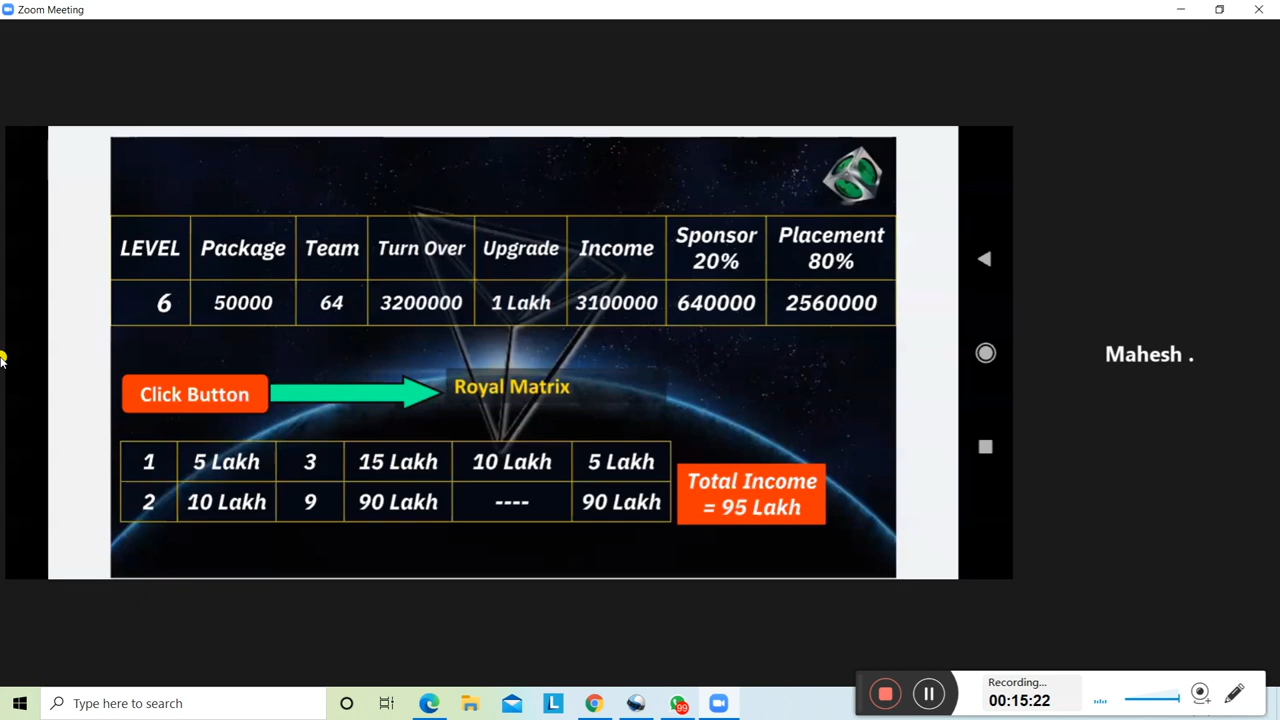 Zoom Meeting
LEVEL Package Team Turn Over Upgrade Income Sponsor 20% Placement 80%
6 50000 64 3200000 1 Lakh 3100000 640000 2560000
Click Button
Royal Matrix
1 5 Lakh 3 15 Lakh 10 Lakh 5 Lakh
2 10 Lakh 9 90 Lakh ---- 90 Lakh
Total Income
= 95 Lakh
Mahesh .
Type here to search
99
Recording...
00:15:22